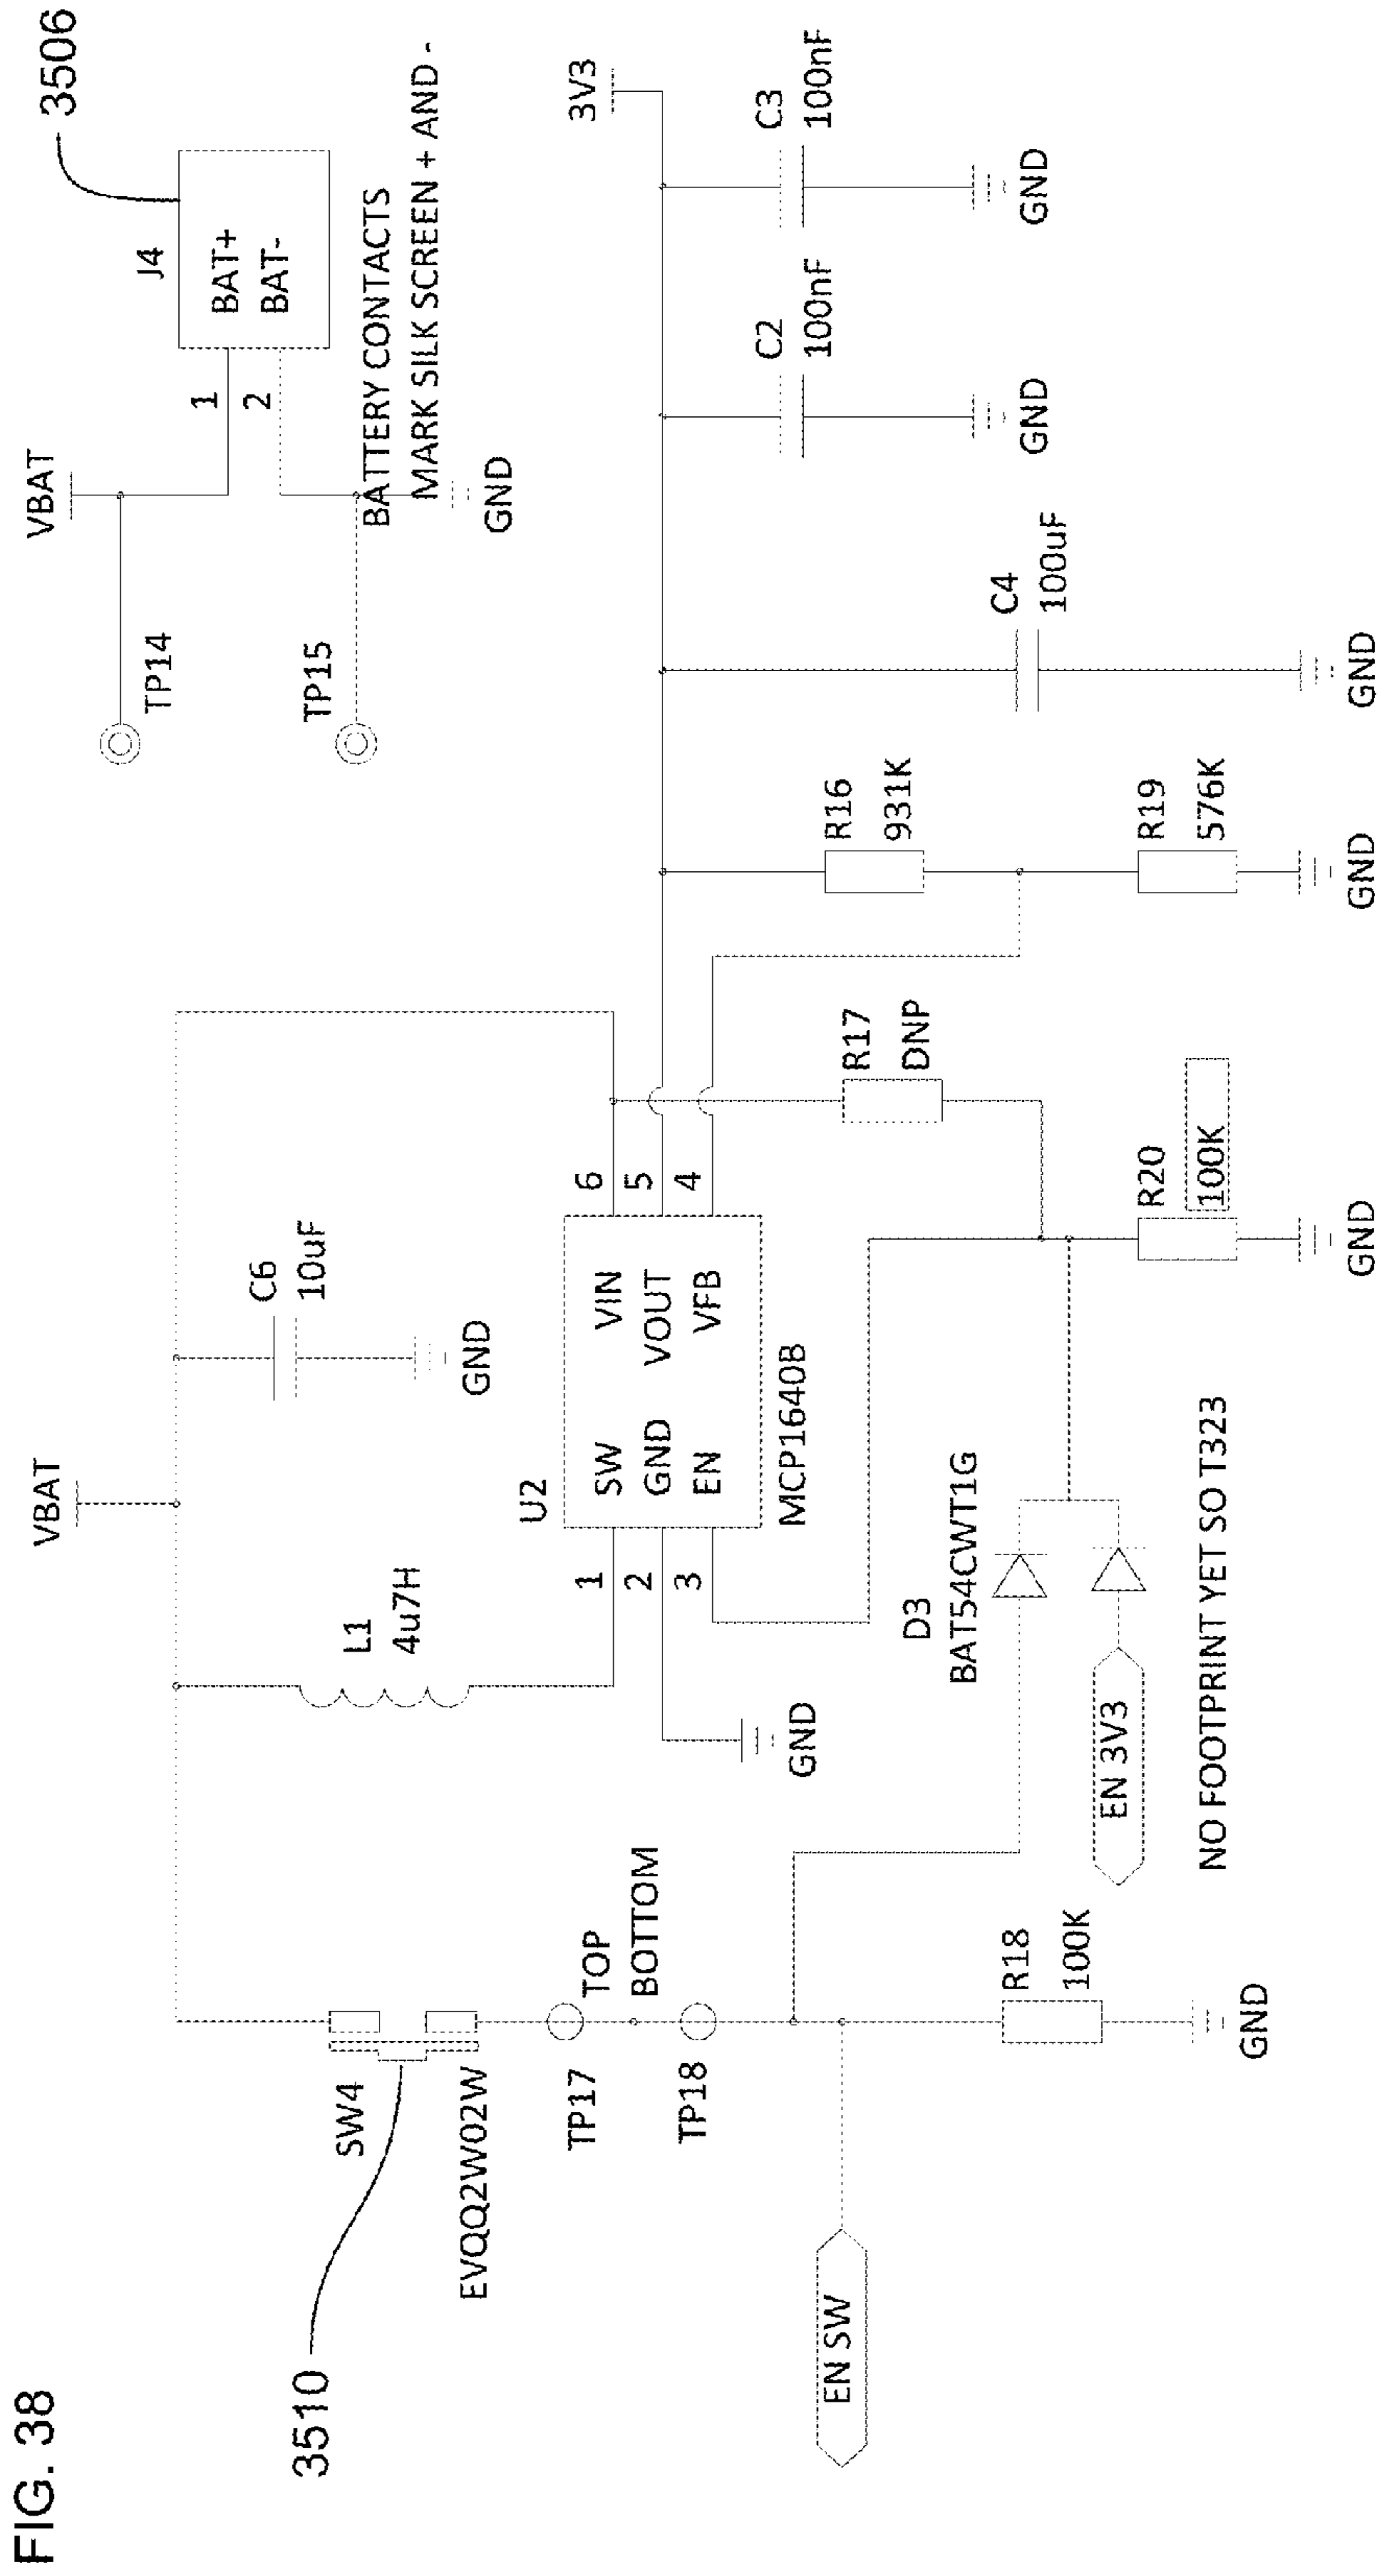 FIG. 38
3506
VBAT
J4
BAT+
BAT-
1
2
TP14
TP15
BATTERY CONTACTS
MARK SILK SCREEN + AND -
GND
VBAT
3510
SW4
EVQQ2W02W
TP17
TOP
BOTTOM
TP18
EN SW
R18
100K
GND
L1
4u7H
C6
10uF
GND
U2
SW
GND
EN
VIN
VOUT
VFB
1
2
3
6
5
4
MCP1640B
GND
D3
BAT54CWT1G
EN 3V3
NO FOOTPRINT YET SO T323
R17
DNP
R20
100K
GND
R16
931K
R19
576K
GND
C4
100uF
GND
C2
100nF
GND
3V3
C3
100nF
GND